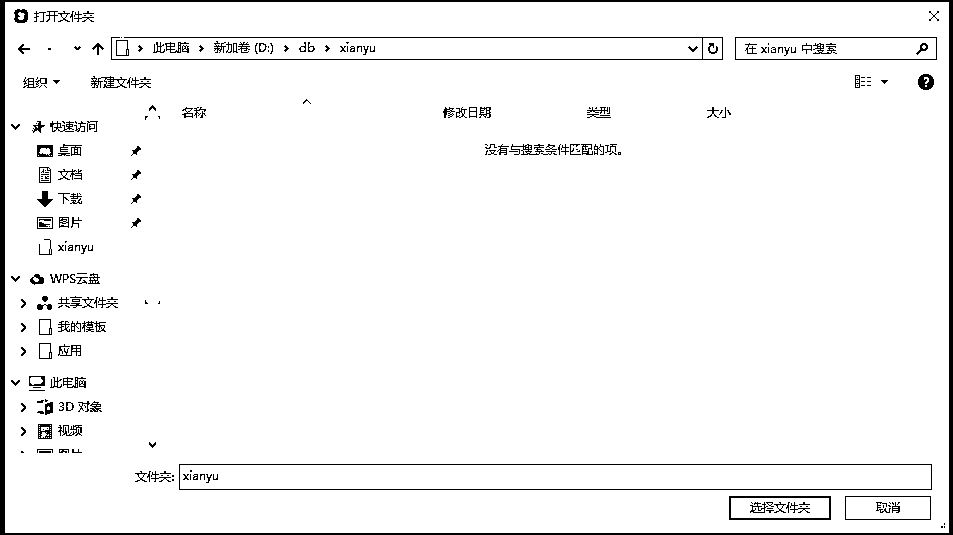 打开文件夹
此电脑 新加卷 (D:) db xianyu 在 xianyu 中搜索
组织 新建文件夹
名称 修改日期 类型 大小
没有与搜索条件匹配的项。
快速访问
桌面
文档
下载
图片
xianyu
WPS云盘
共享文件夹
我的模板
应用
此电脑
3D 对象
视频
文件夹: xianyu
选择文件夹 取消